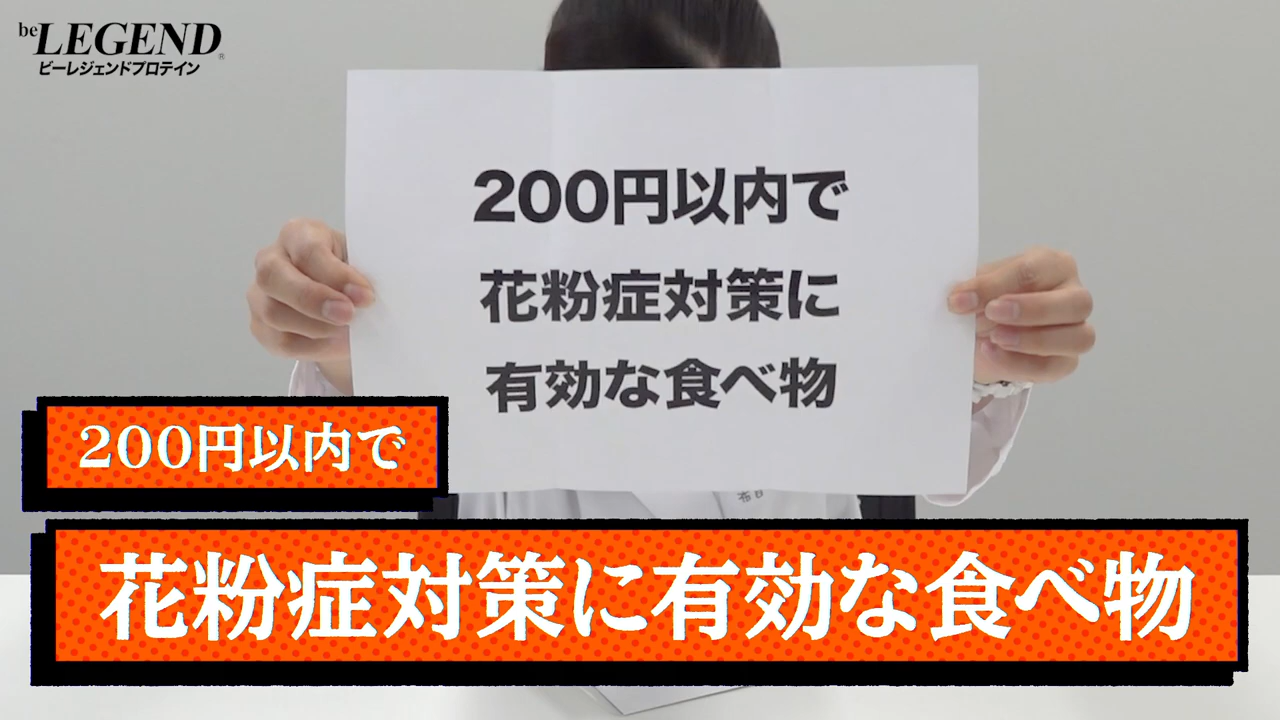 be LEGEND®
ビーレジェンドプロテイン
200円以内で
花粉症対策に
有効な食べ物
200円以内で
花粉症対策に有効な食べ物